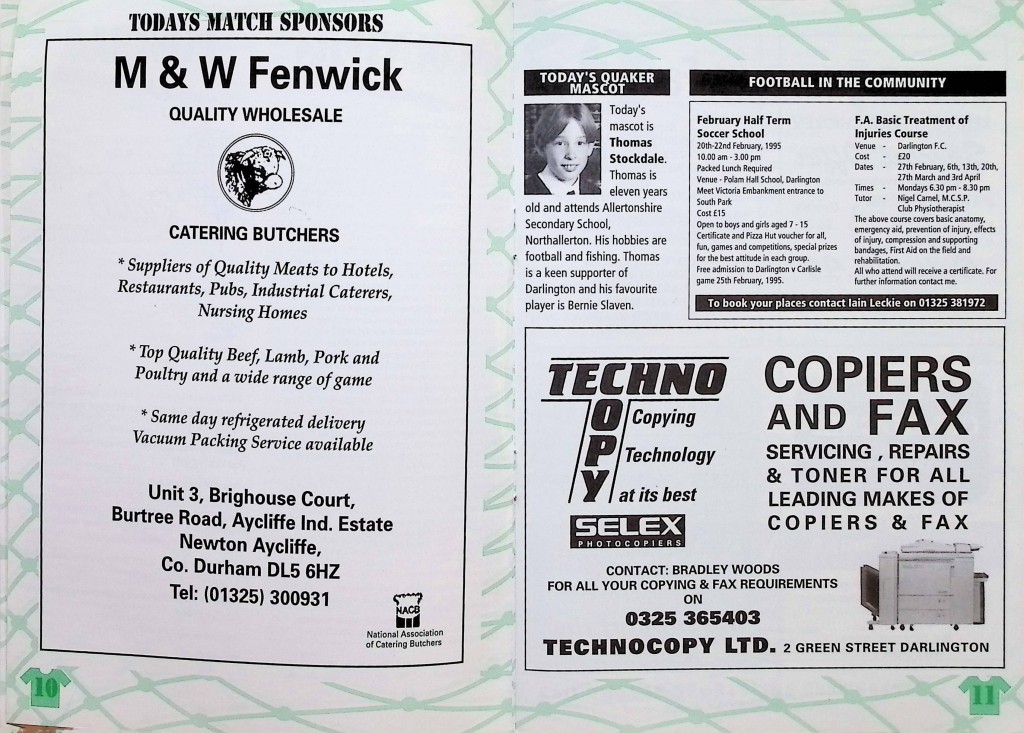 TODAYS MATCH SPONSORS
M & W Fenwick
QUALITY WHOLESALE
CATERING BUTCHERS
* Suppliers of Quality Meats to Hotels,
Restaurants, Pubs, Industrial Caterers,
Nursing Homes
* Top Quality Beef, Lamb, Pork and
Poultry and a wide range of game
* Same day refrigerated delivery
Vacuum Packing Service available
Unit 3, Brighouse Court,
Burtree Road, Aycliffe Ind. Estate
Newton Aycliffe,
Co. Durham DL5 6HZ
Tel: (01325) 300931
NACB
National Association
of Catering Butchers
10
TODAY'S QUAKER
MASCOT
Today's
mascot is
Thomas
Stockdale.
Thomas is
eleven years
old and attends Allertonshire
Secondary School,
Northallerton. His hobbies are
football and fishing. Thomas
is a keen supporter of
Darlington and his favourite
player is Bernie Slaven.
FOOTBALL IN THE COMMUNITY
February Half Term
Soccer School
20th-22nd February, 1995
10.00 am - 3.00 pm
Packed Lunch Required
Venue - Polam Hall School, Darlington
Meet Victoria Embankment entrance to
South Park
Cost £15
Open to boys and girls aged 7 - 15
Certificate and Pizza Hut voucher for all,
fun, games and competitions, special prizes
for the best attitude in each group.
Free admission to Darlington v Carlisle
game 25th February, 1995.
F.A. Basic Treatment of
Injuries Course
Venue - Darlington F.C.
Cost - £20
Dates - 27th February, 6th, 13th, 20th,
27th March and 3rd April
Times - Mondays 6.30 pm - 8.30 pm
Tutor - Nigel Carnel, M.C.S.P.
Club Physiotherapist
The above course covers basic anatomy,
emergency aid, prevention of injury, effects
of injury, compression and supporting
bandages, First Aid on the field and
rehabilitation.
All who attend will receive a certificate. For
further information contact me.
To book your places contact Iain Leckie on 01325 381972
TECHNO
COPY
Copying
Technology
at its best
SELEX
PHOTOCOPIERS
COPIERS
AND FAX
SERVICING , REPAIRS
& TONER FOR ALL
LEADING MAKES OF
COPIERS & FAX
CONTACT: BRADLEY WOODS
FOR ALL YOUR COPYING & FAX REQUIREMENTS
ON
0325 365403
TECHNOCOPY LTD. 2 GREEN STREET DARLINGTON
11